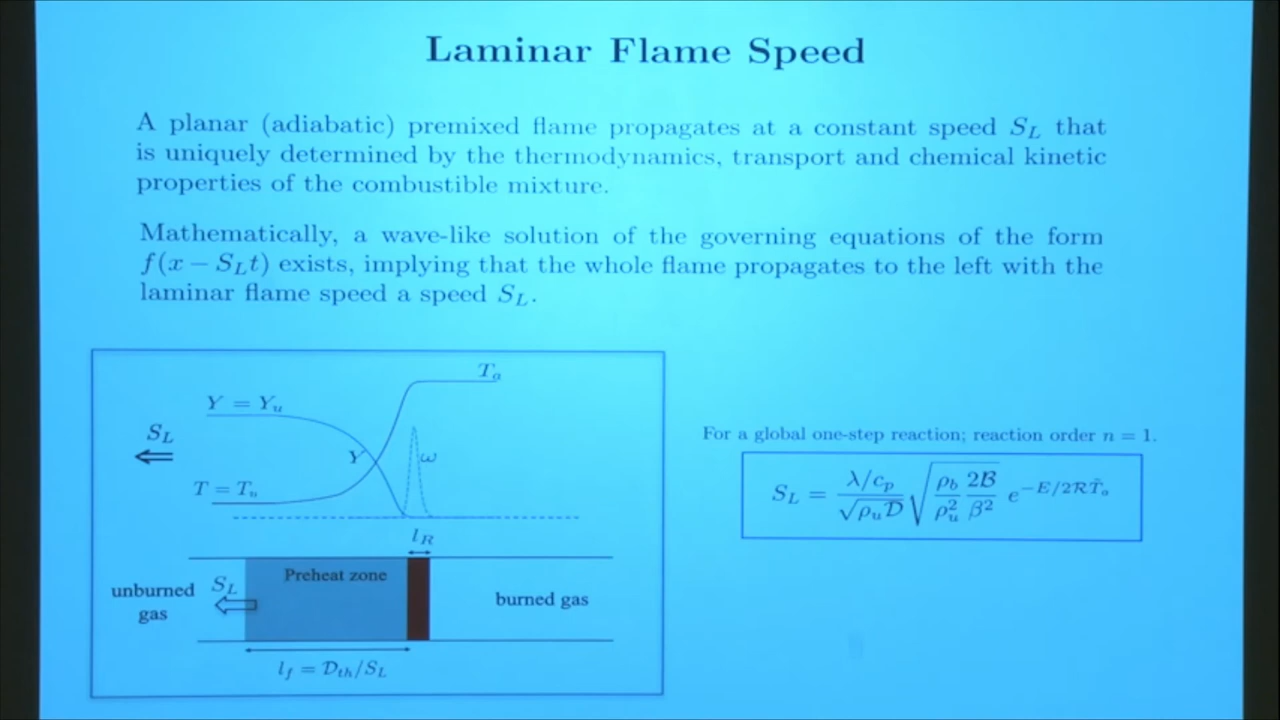 Laminar Flame Speed
A planar (adiabatic) premixed flame propagates at a constant speed S_L that
is uniquely determined by the thermodynamics, transport and chemical kinetic
properties of the combustible mixture.
Mathematically, a wave-like solution of the governing equations of the form
f(x − S_L t) exists, implying that the whole flame propagates to the left with the
laminar flame speed a speed S_L.
T_a
Y = Y_u
S_L
Y
ω
T = T_u
l_R
Preheat zone
unburned
gas
S_L
burned gas
l_f = D_th/S_L
For a global one-step reaction; reaction order n = 1.
S_L = (λ/c_p)/(√ρ_u D) √((ρ_b/ρ_u²)(2B/β²)) e^(−E/2RT̃_a)